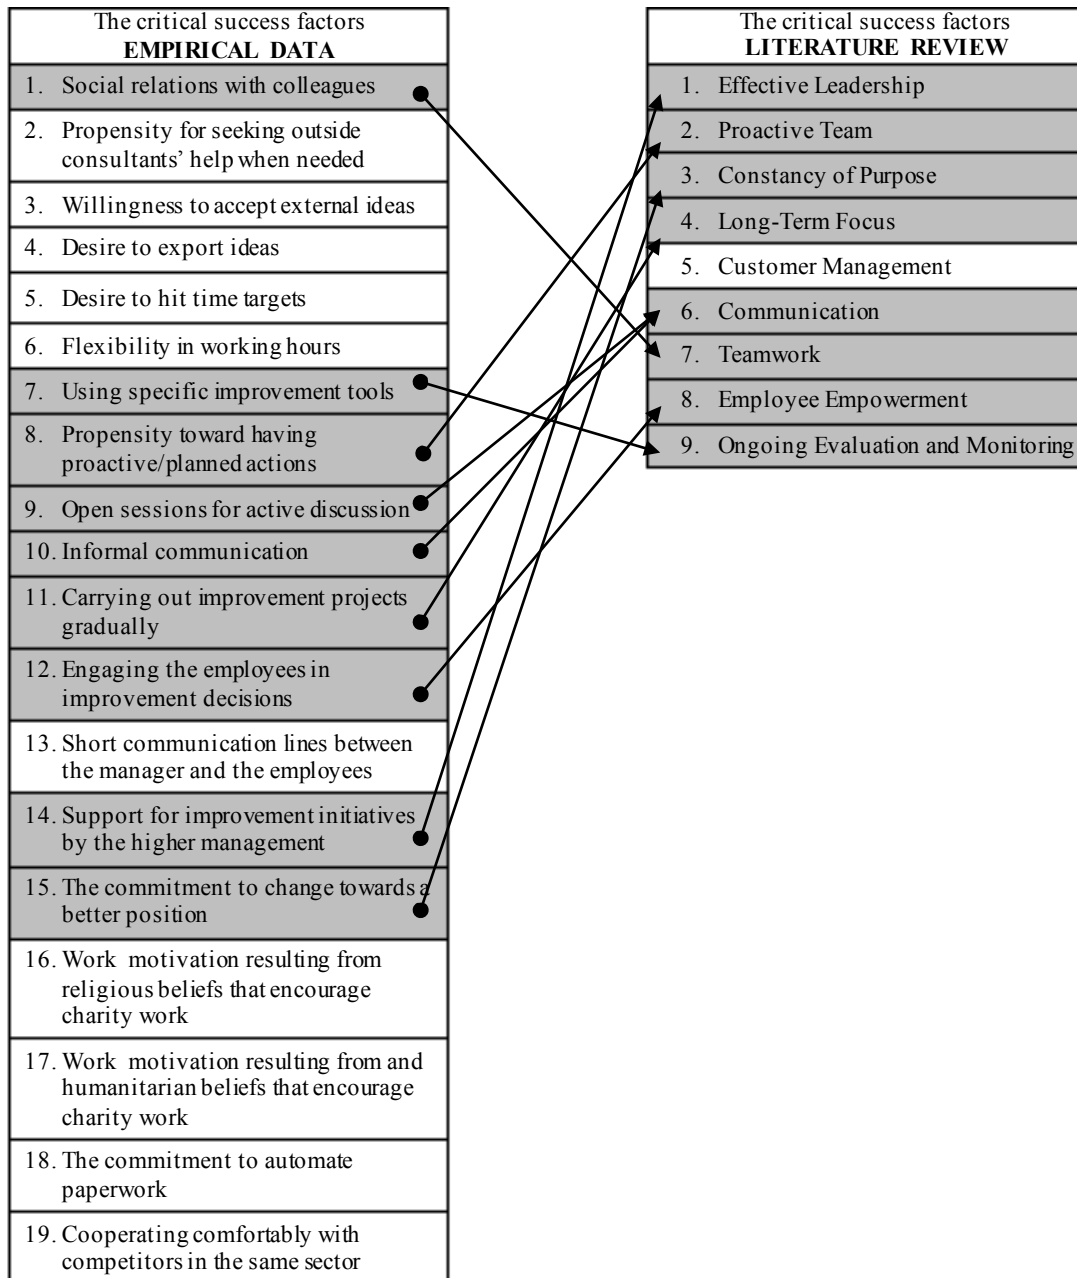 The critical success factors
EMPIRICAL DATA
1. Social relations with colleagues
2. Propensity for seeking outside
consultants’ help when needed
3. Willingness to accept external ideas
4. Desire to export ideas
5. Desire to hit time targets
6. Flexibility in working hours
7. Using specific improvement tools
8. Propensity toward having
proactive/planned actions
9. Open sessions for active discussion
10. Informal communication
11. Carrying out improvement projects
gradually
12. Engaging the employees in
improvement decisions
13. Short communication lines between
the manager and the employees
14. Support for improvement initiatives
by the higher management
15. The commitment to change towards a
better position
16. Work motivation resulting from
religious beliefs that encourage
charity work
17. Work motivation resulting from and
humanitarian beliefs that encourage
charity work
18. The commitment to automate
paperwork
19. Cooperating comfortably with
competitors in the same sector
The critical success factors
LITERATURE REVIEW
1. Effective Leadership
2. Proactive Team
3. Constancy of Purpose
4. Long-Term Focus
5. Customer Management
6. Communication
7. Teamwork
8. Employee Empowerment
9. Ongoing Evaluation and Monitoring